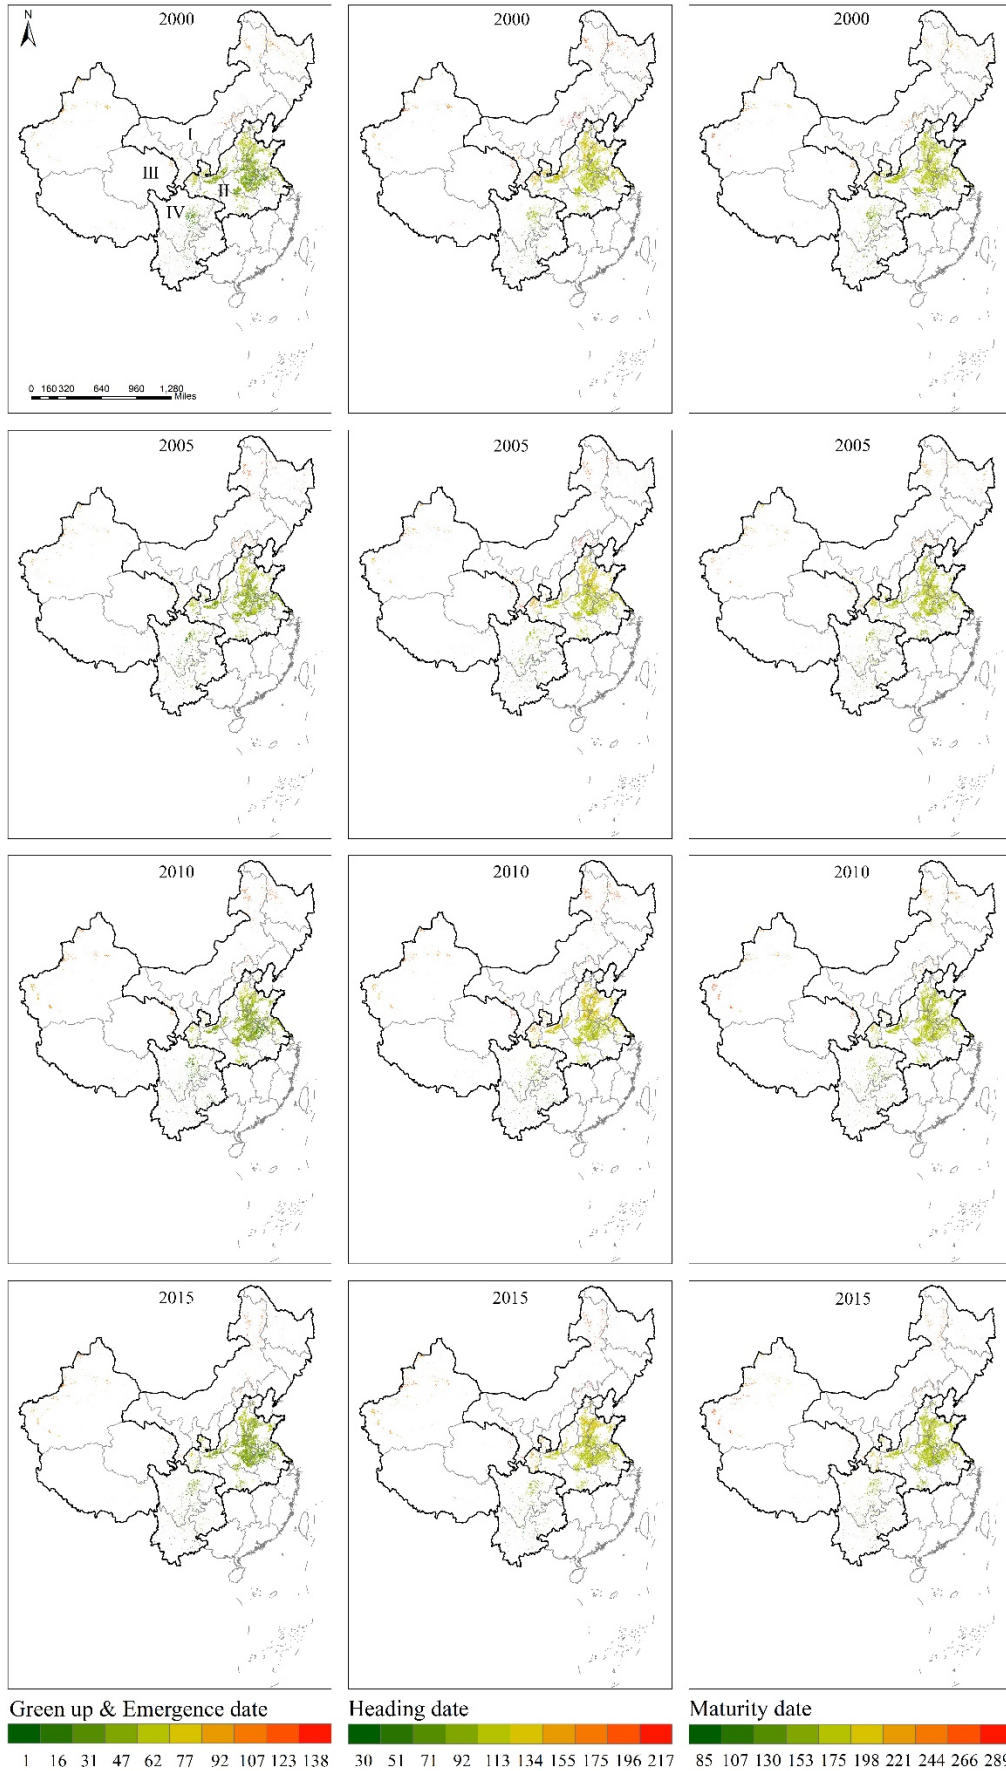 2000 2000 2000
N
I
III
II
IV
0 160 320 640 960 1,280
Miles
2005 2005 2005
2010 2010 2010
2015 2015 2015
Green up & Emergence date Heading date Maturity date
1 16 31 47 62 77 92 107 123 138 30 51 71 92 113 134 155 175 196 217 85 107 130 153 175 198 221 244 266 289